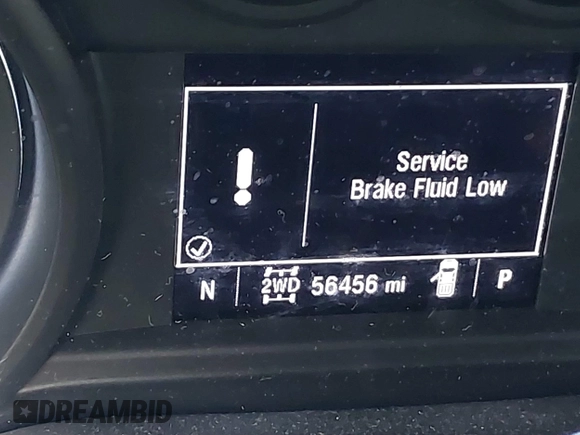 Service
Brake Fluid Low
N 2WD 56456 mi P
DREAMBID